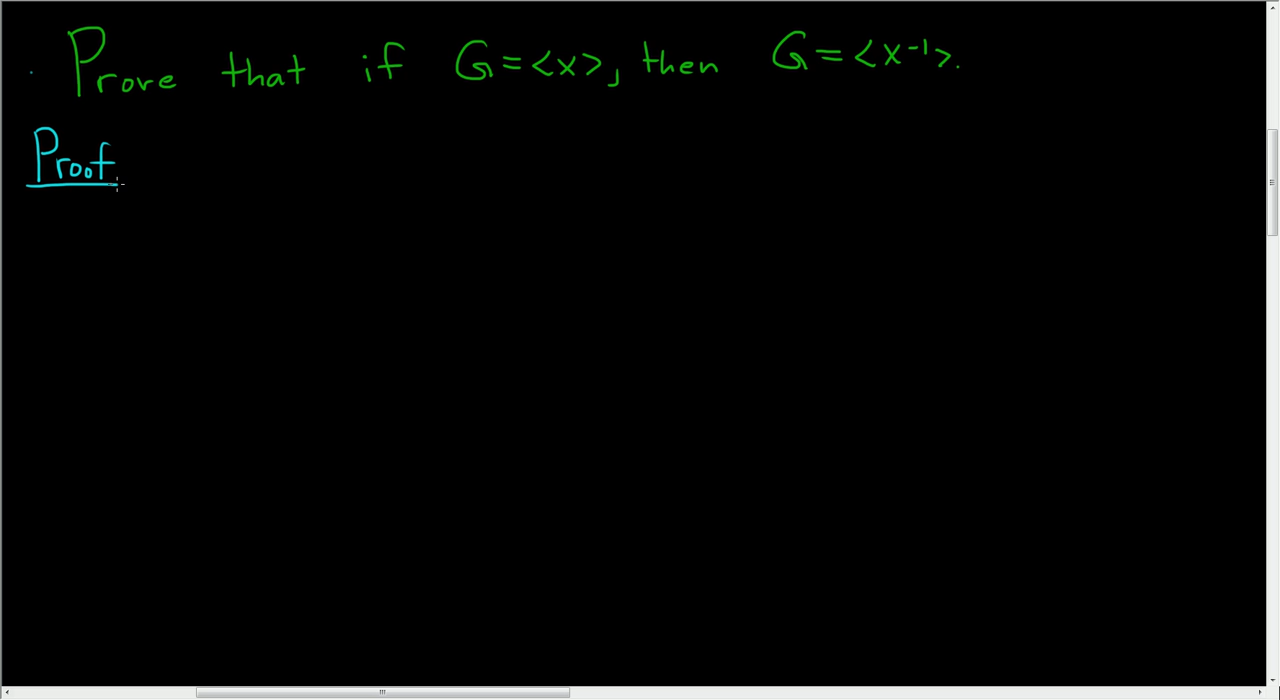 Prove that if G = <x>, then G = <x⁻¹>.
Proof